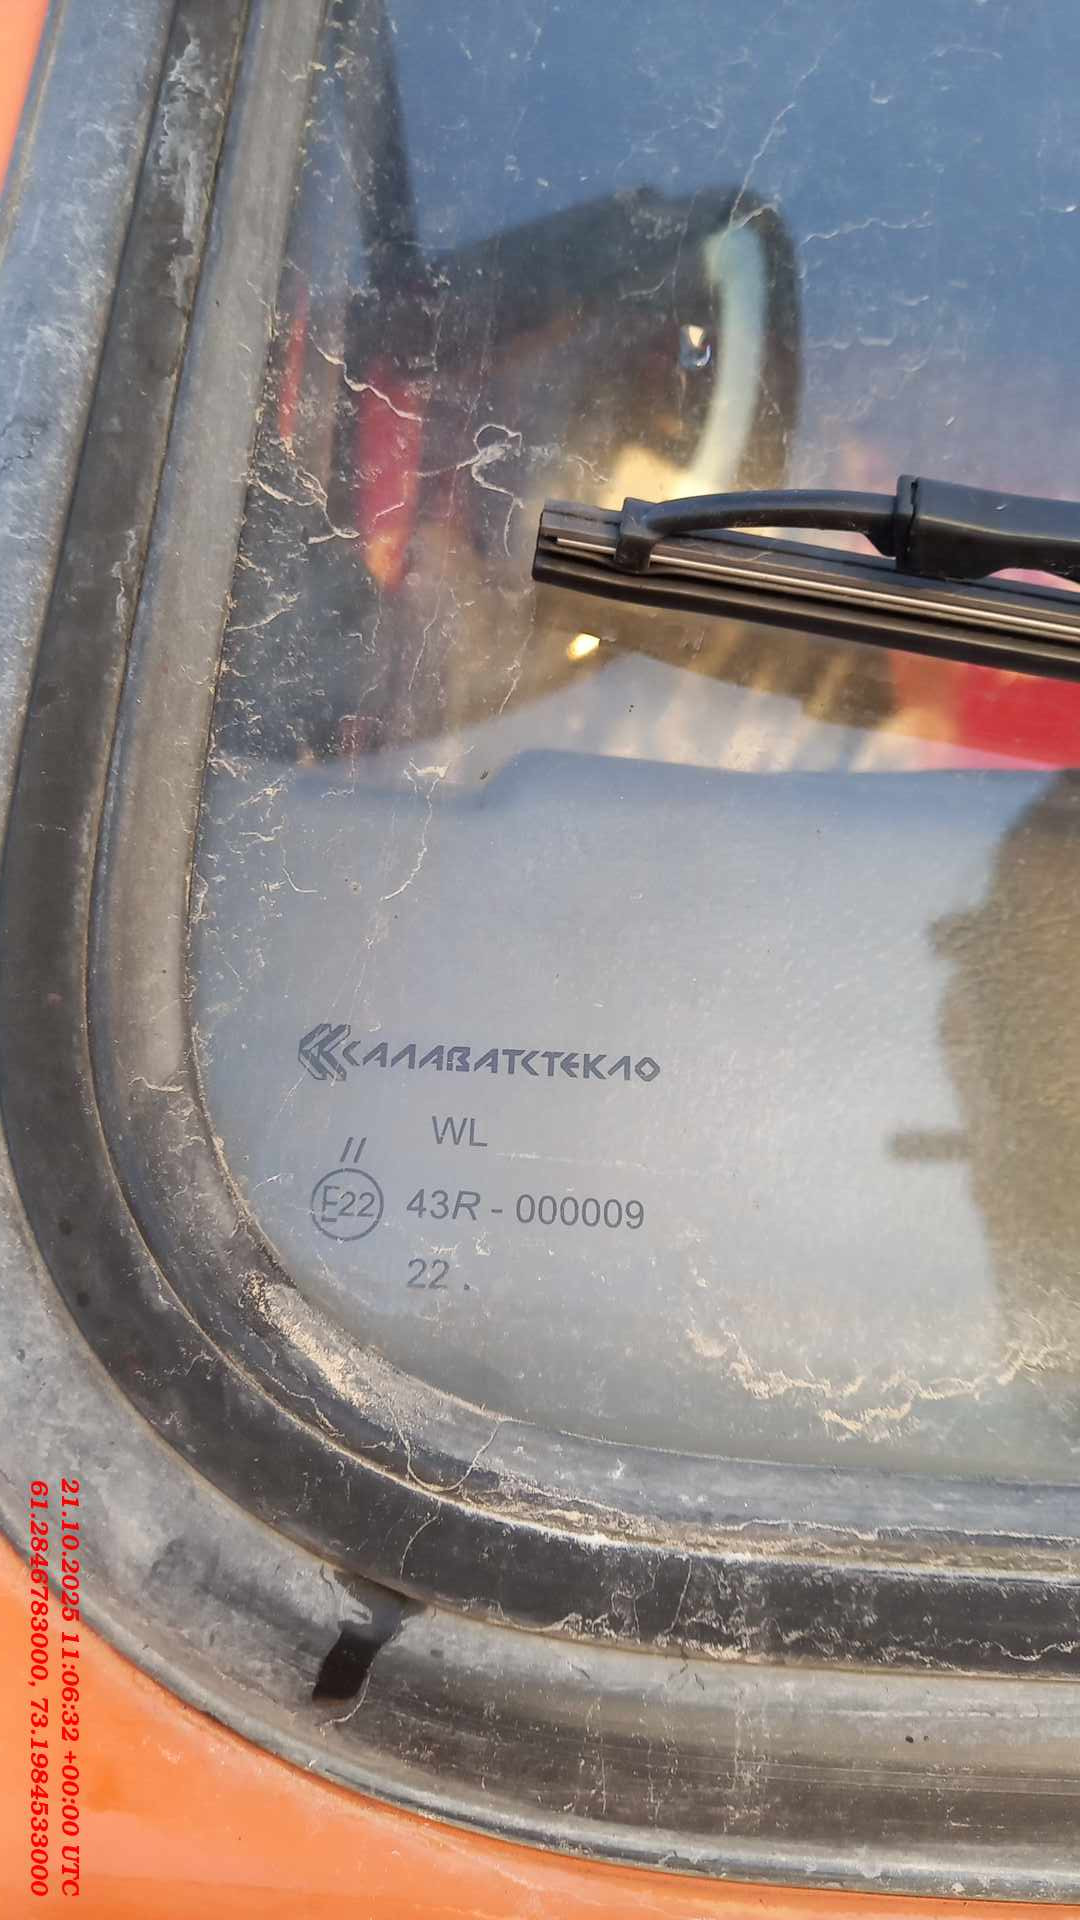 САЛАВАТСТЕКЛО
WL
//
E22 43R - 000009
22 .
21.10.2025 11:06:32 +00:00 UTC
61.2846783000, 73.1984533000